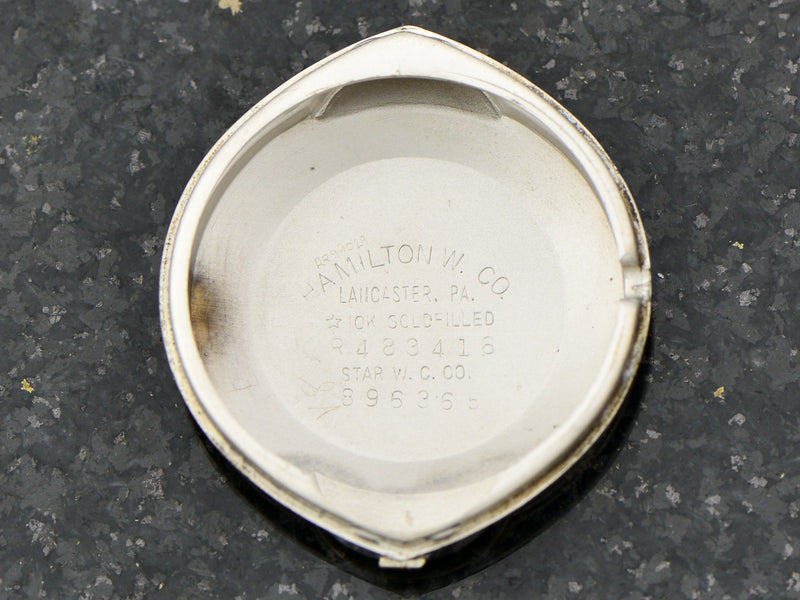 HAMILTON W. CO.
LANCASTER, PA.
☆ 10K GOLDFILLED
R483416
STAR W. C. CO.
896365